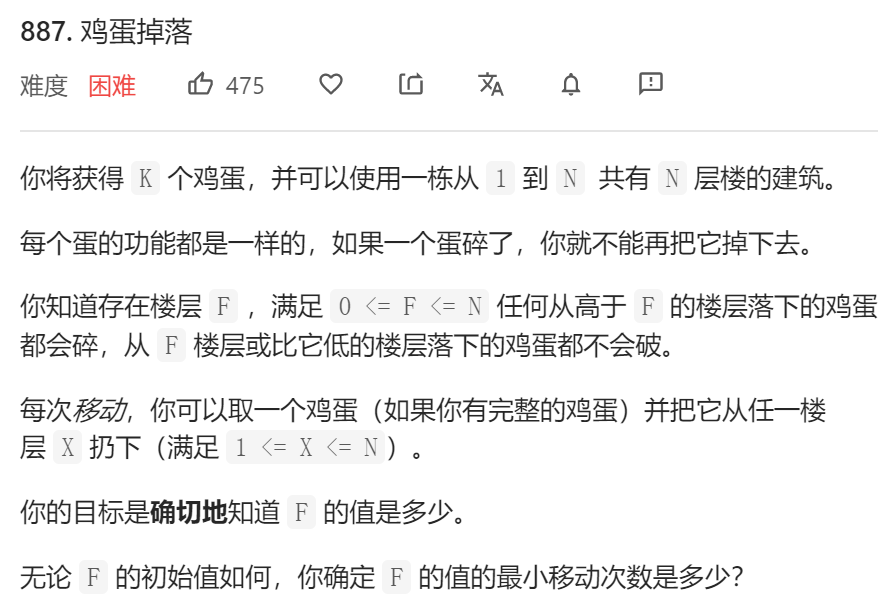 887. 鸡蛋掉落
难度 困难 475
你将获得 K 个鸡蛋，并可以使用一栋从 1 到 N 共有 N 层楼的建筑。
每个蛋的功能都是一样的，如果一个蛋碎了，你就不能再把它掉下去。
你知道存在楼层 F ，满足 0 <= F <= N 任何从高于 F 的楼层落下的鸡蛋
都会碎，从 F 楼层或比它低的楼层落下的鸡蛋都不会破。
每次移动，你可以取一个鸡蛋（如果你有完整的鸡蛋）并把它从任一楼
层 X 扔下（满足 1 <= X <= N）。
你的目标是确切地知道 F 的值是多少。
无论 F 的初始值如何，你确定 F 的值的最小移动次数是多少？